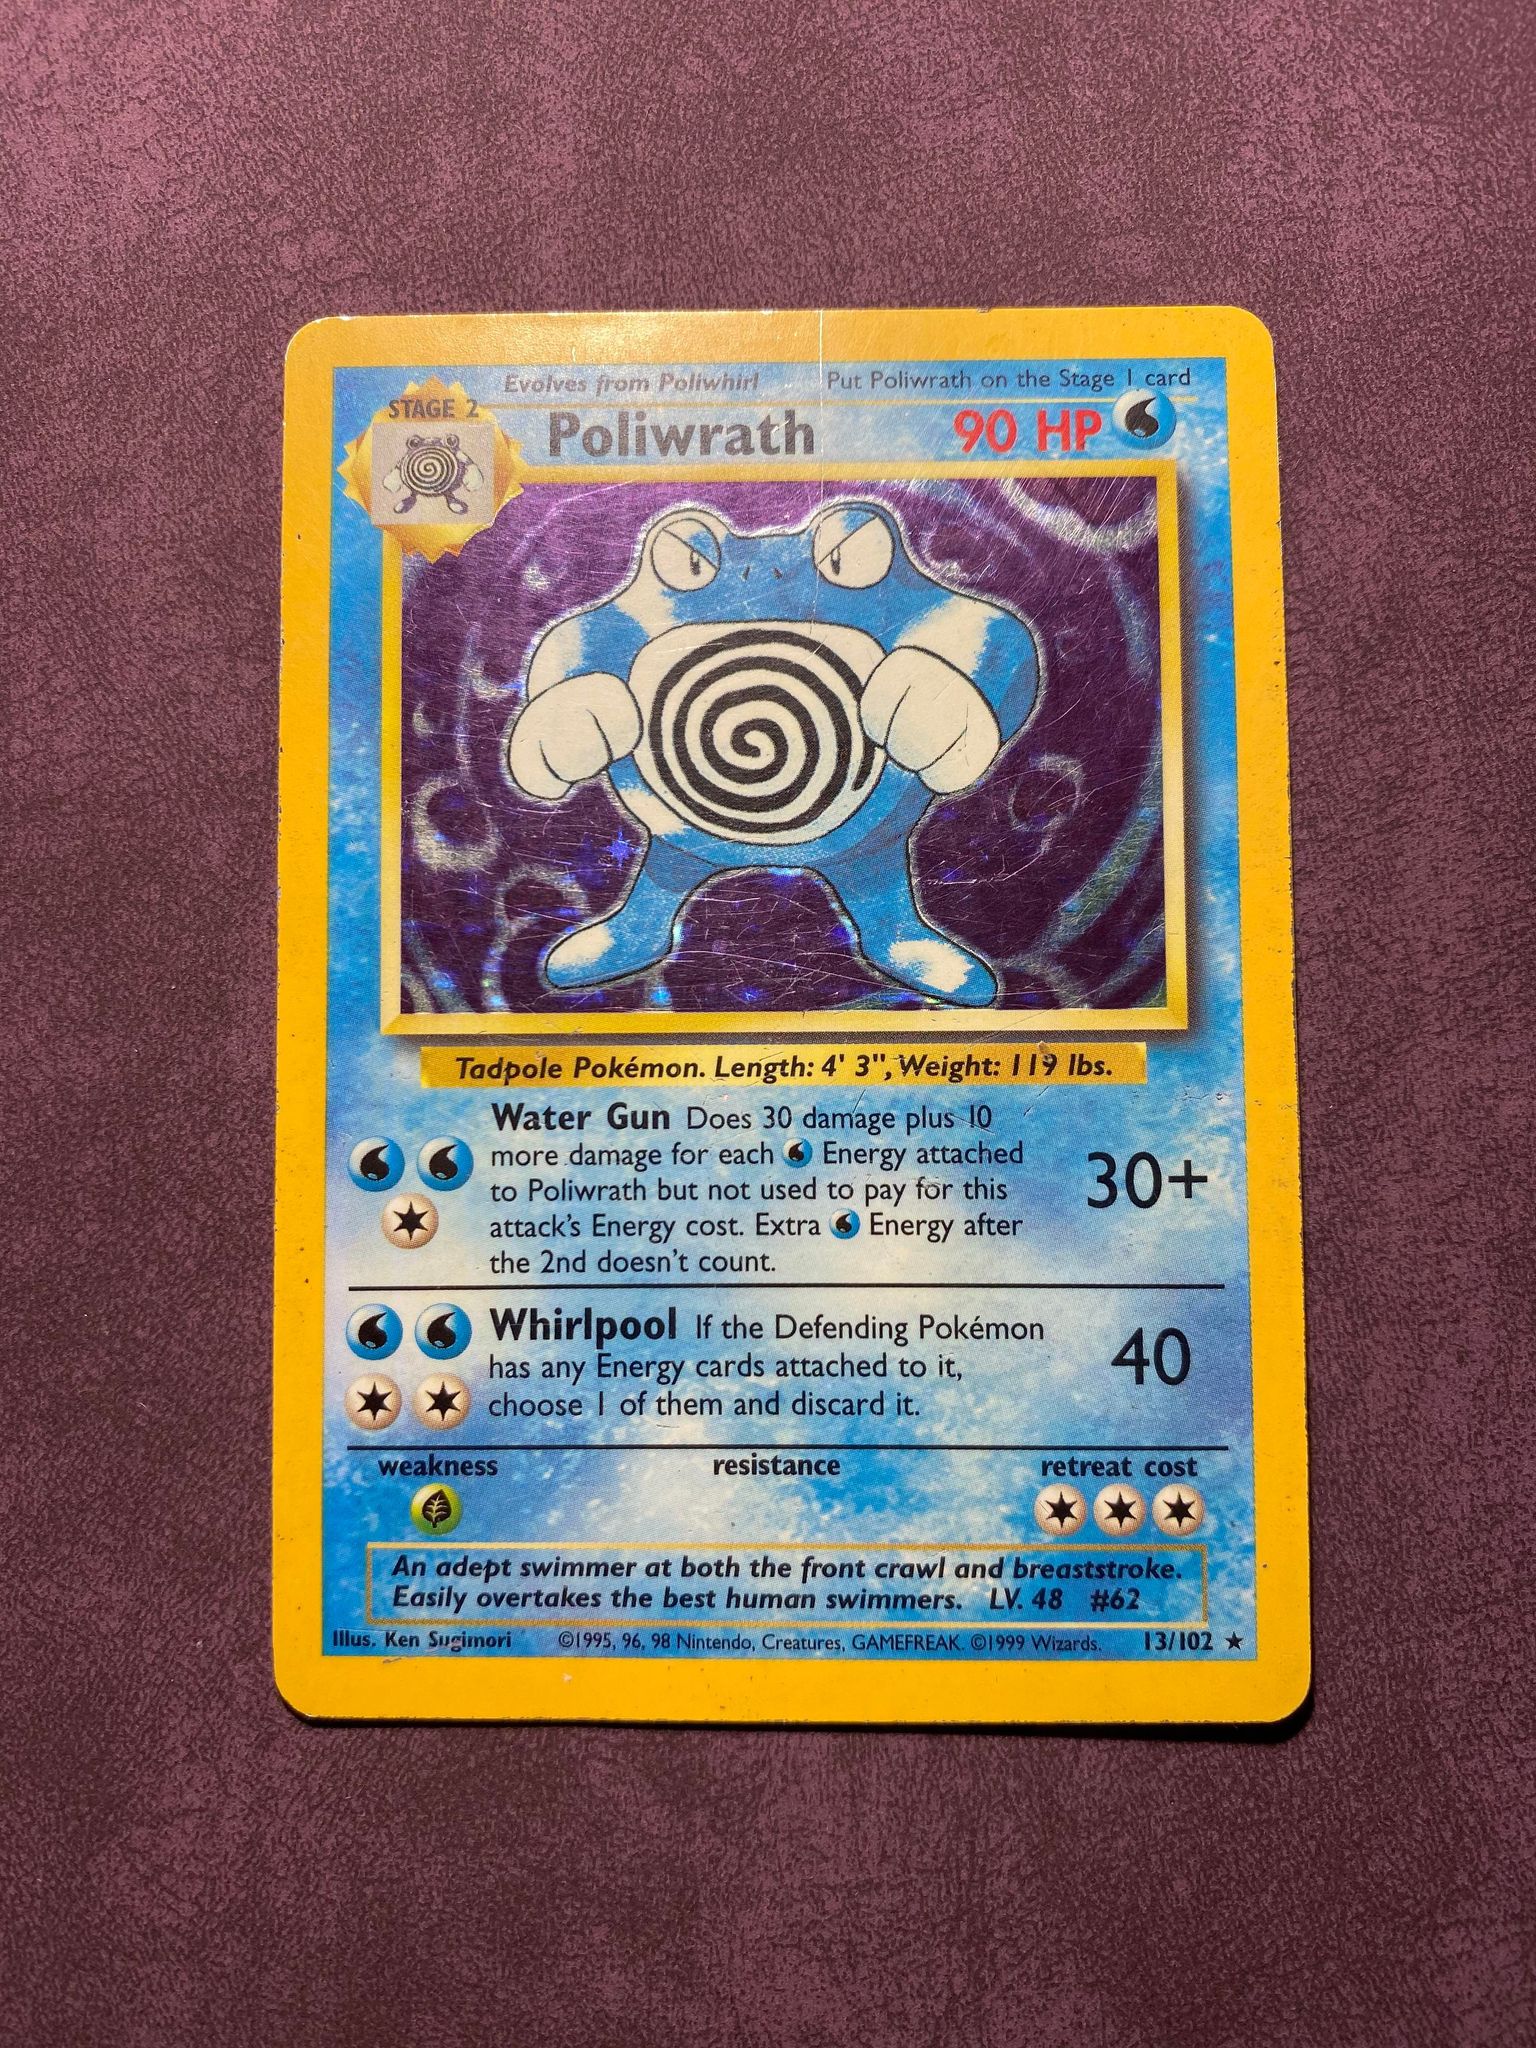 Evolves from Poliwhirl Put Poliwrath on the Stage 1 card
STAGE 2
Poliwrath 90 HP
Tadpole Pokémon. Length: 4' 3", Weight: 119 lbs.
Water Gun Does 30 damage plus 10
more damage for each Energy attached
to Poliwrath but not used to pay for this
attack's Energy cost. Extra Energy after
the 2nd doesn't count.
30+
Whirlpool If the Defending Pokémon
has any Energy cards attached to it,
choose 1 of them and discard it.
40
weakness resistance retreat cost
An adept swimmer at both the front crawl and breaststroke.
Easily overtakes the best human swimmers. LV. 48 #62
Illus. Ken Sugimori ©1995, 96, 98 Nintendo, Creatures, GAMEFREAK. ©1999 Wizards. 13/102 ★